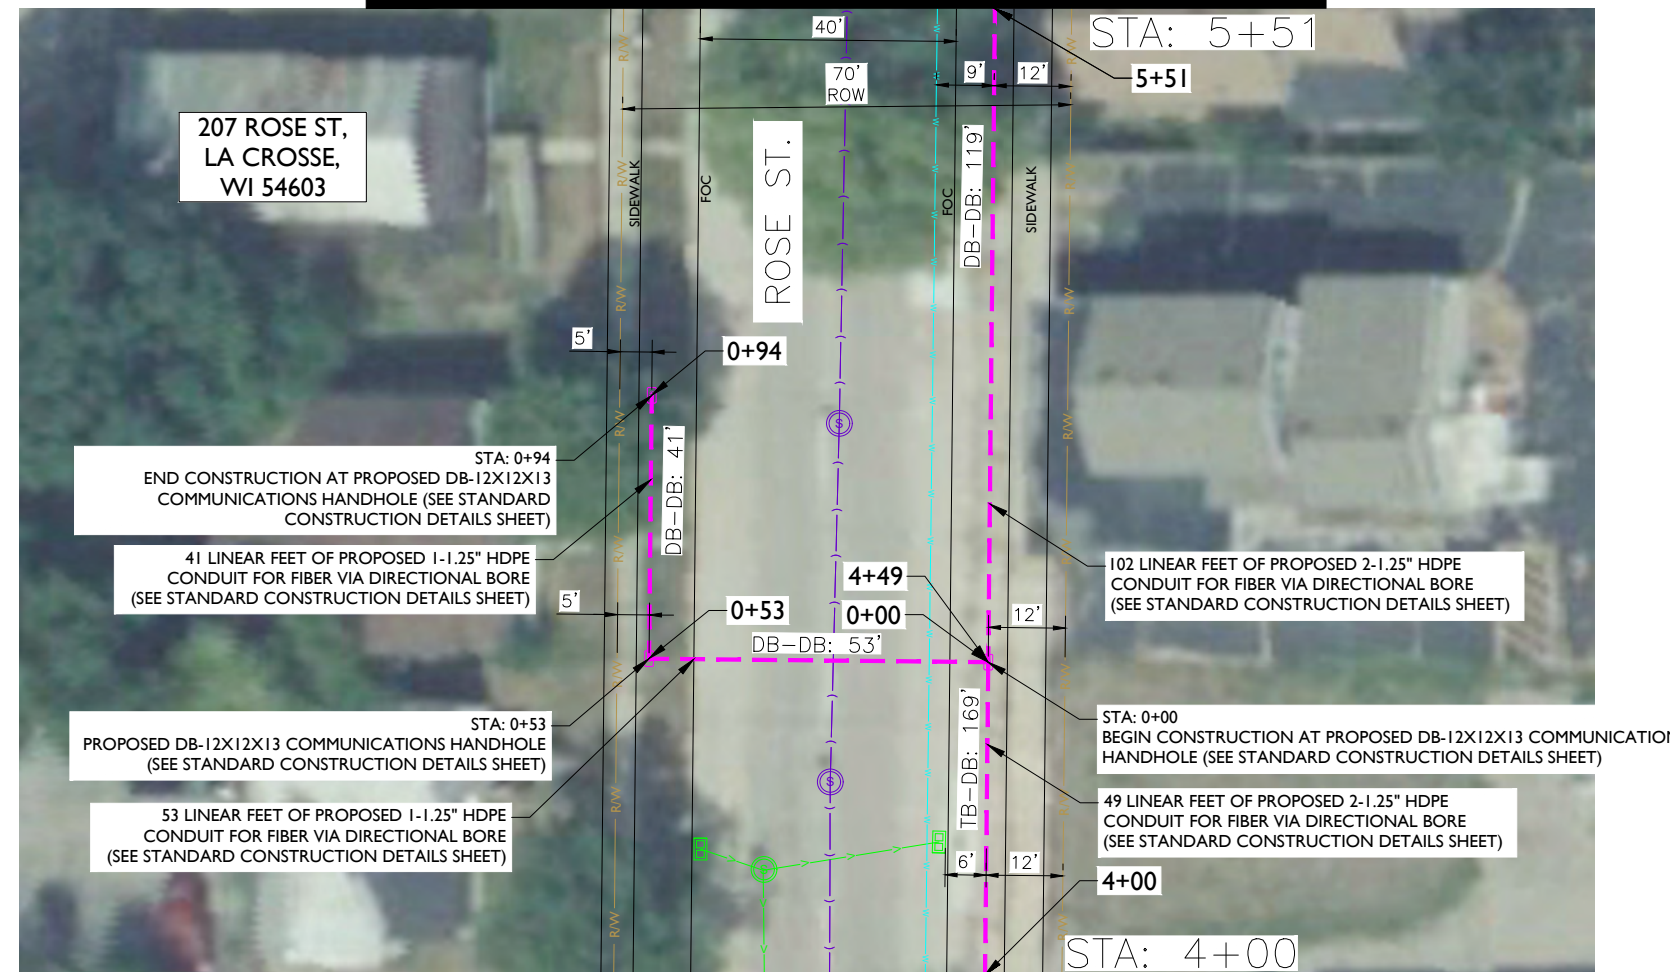 STA: 5+51
40'
70'
ROW
9'
12'
5+51
207 ROSE ST,
LA CROSSE,
WI 54603
R/W
R/W
SIDEWALK
FOC
ROSE ST.
FOC
DB-DB: 119'
SIDEWALK
R/W
R/W
5'
0+94
R/W
R/W
STA: 0+94
END CONSTRUCTION AT PROPOSED DB-12X12X13
COMMUNICATIONS HANDHOLE (SEE STANDARD
CONSTRUCTION DETAILS SHEET)
DB-DB: 41'
S
R/W
R/W
41 LINEAR FEET OF PROPOSED 1-1.25" HDPE
CONDUIT FOR FIBER VIA DIRECTIONAL BORE
(SEE STANDARD CONSTRUCTION DETAILS SHEET)
R/W
102 LINEAR FEET OF PROPOSED 2-1.25" HDPE
CONDUIT FOR FIBER VIA DIRECTIONAL BORE
(SEE STANDARD CONSTRUCTION DETAILS SHEET)
R/W
5'
0+53
4+49
0+00
12'
DB-DB: 53'
R/W
R/W
STA: 0+53
PROPOSED DB-12X12X13 COMMUNICATIONS HANDHOLE
(SEE STANDARD CONSTRUCTION DETAILS SHEET)
TB-DB: 169'
STA: 0+00
BEGIN CONSTRUCTION AT PROPOSED DB-12X12X13 COMMUNICATION
HANDHOLE (SEE STANDARD CONSTRUCTION DETAILS SHEET)
S
R/W
R/W
53 LINEAR FEET OF PROPOSED 1-1.25" HDPE
CONDUIT FOR FIBER VIA DIRECTIONAL BORE
(SEE STANDARD CONSTRUCTION DETAILS SHEET)
49 LINEAR FEET OF PROPOSED 2-1.25" HDPE
CONDUIT FOR FIBER VIA DIRECTIONAL BORE
(SEE STANDARD CONSTRUCTION DETAILS SHEET)
6'
12'
4+00
R/W
R/W
STA: 4+00